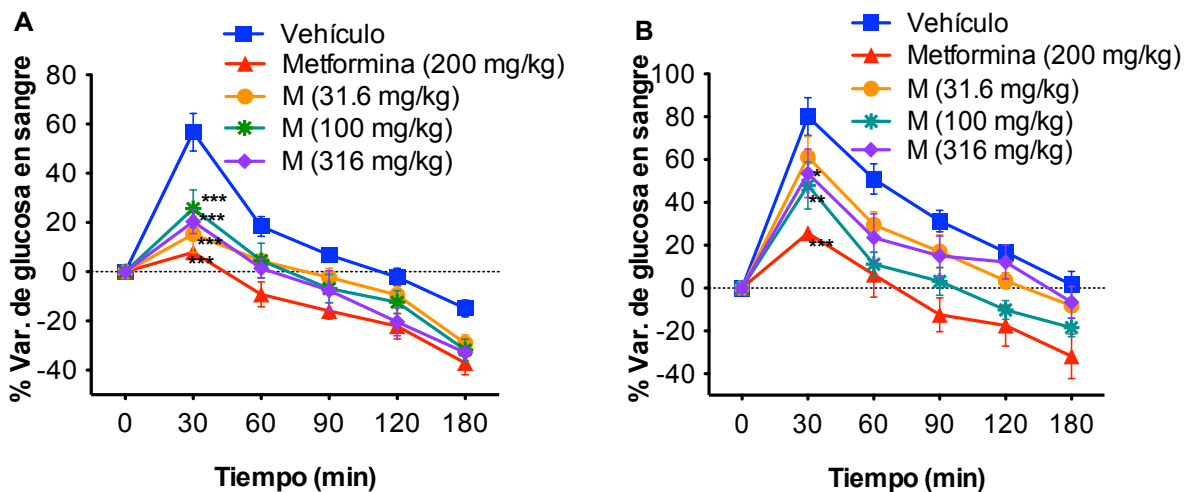 A
Vehículo
Metformina (200 mg/kg)
M (31.6 mg/kg)
M (100 mg/kg)
M (316 mg/kg)
% Var. de glucosa en sangre
80
60
40
20
0
-20
-40
***
***
***
***
0 30 60 90 120 180
Tiempo (min)
B
Vehículo
Metformina (200 mg/kg)
M (31.6 mg/kg)
M (100 mg/kg)
M (316 mg/kg)
% Var. de glucosa en sangre
100
80
60
40
20
0
-20
-40
*
**
***
0 30 60 90 120 180
Tiempo (min)